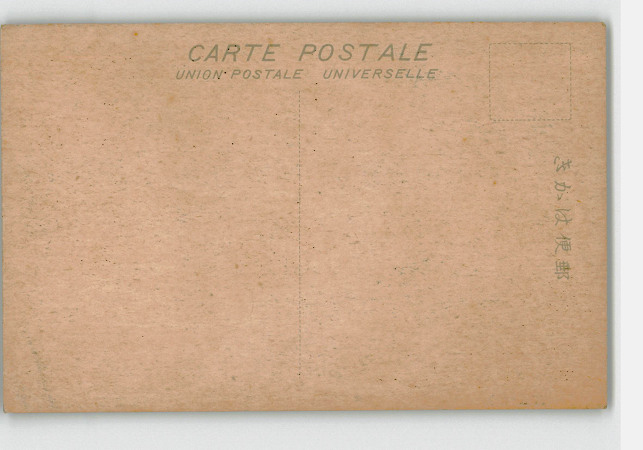 CARTE POSTALE
UNION POSTALE UNIVERSELLE
きかは便郵